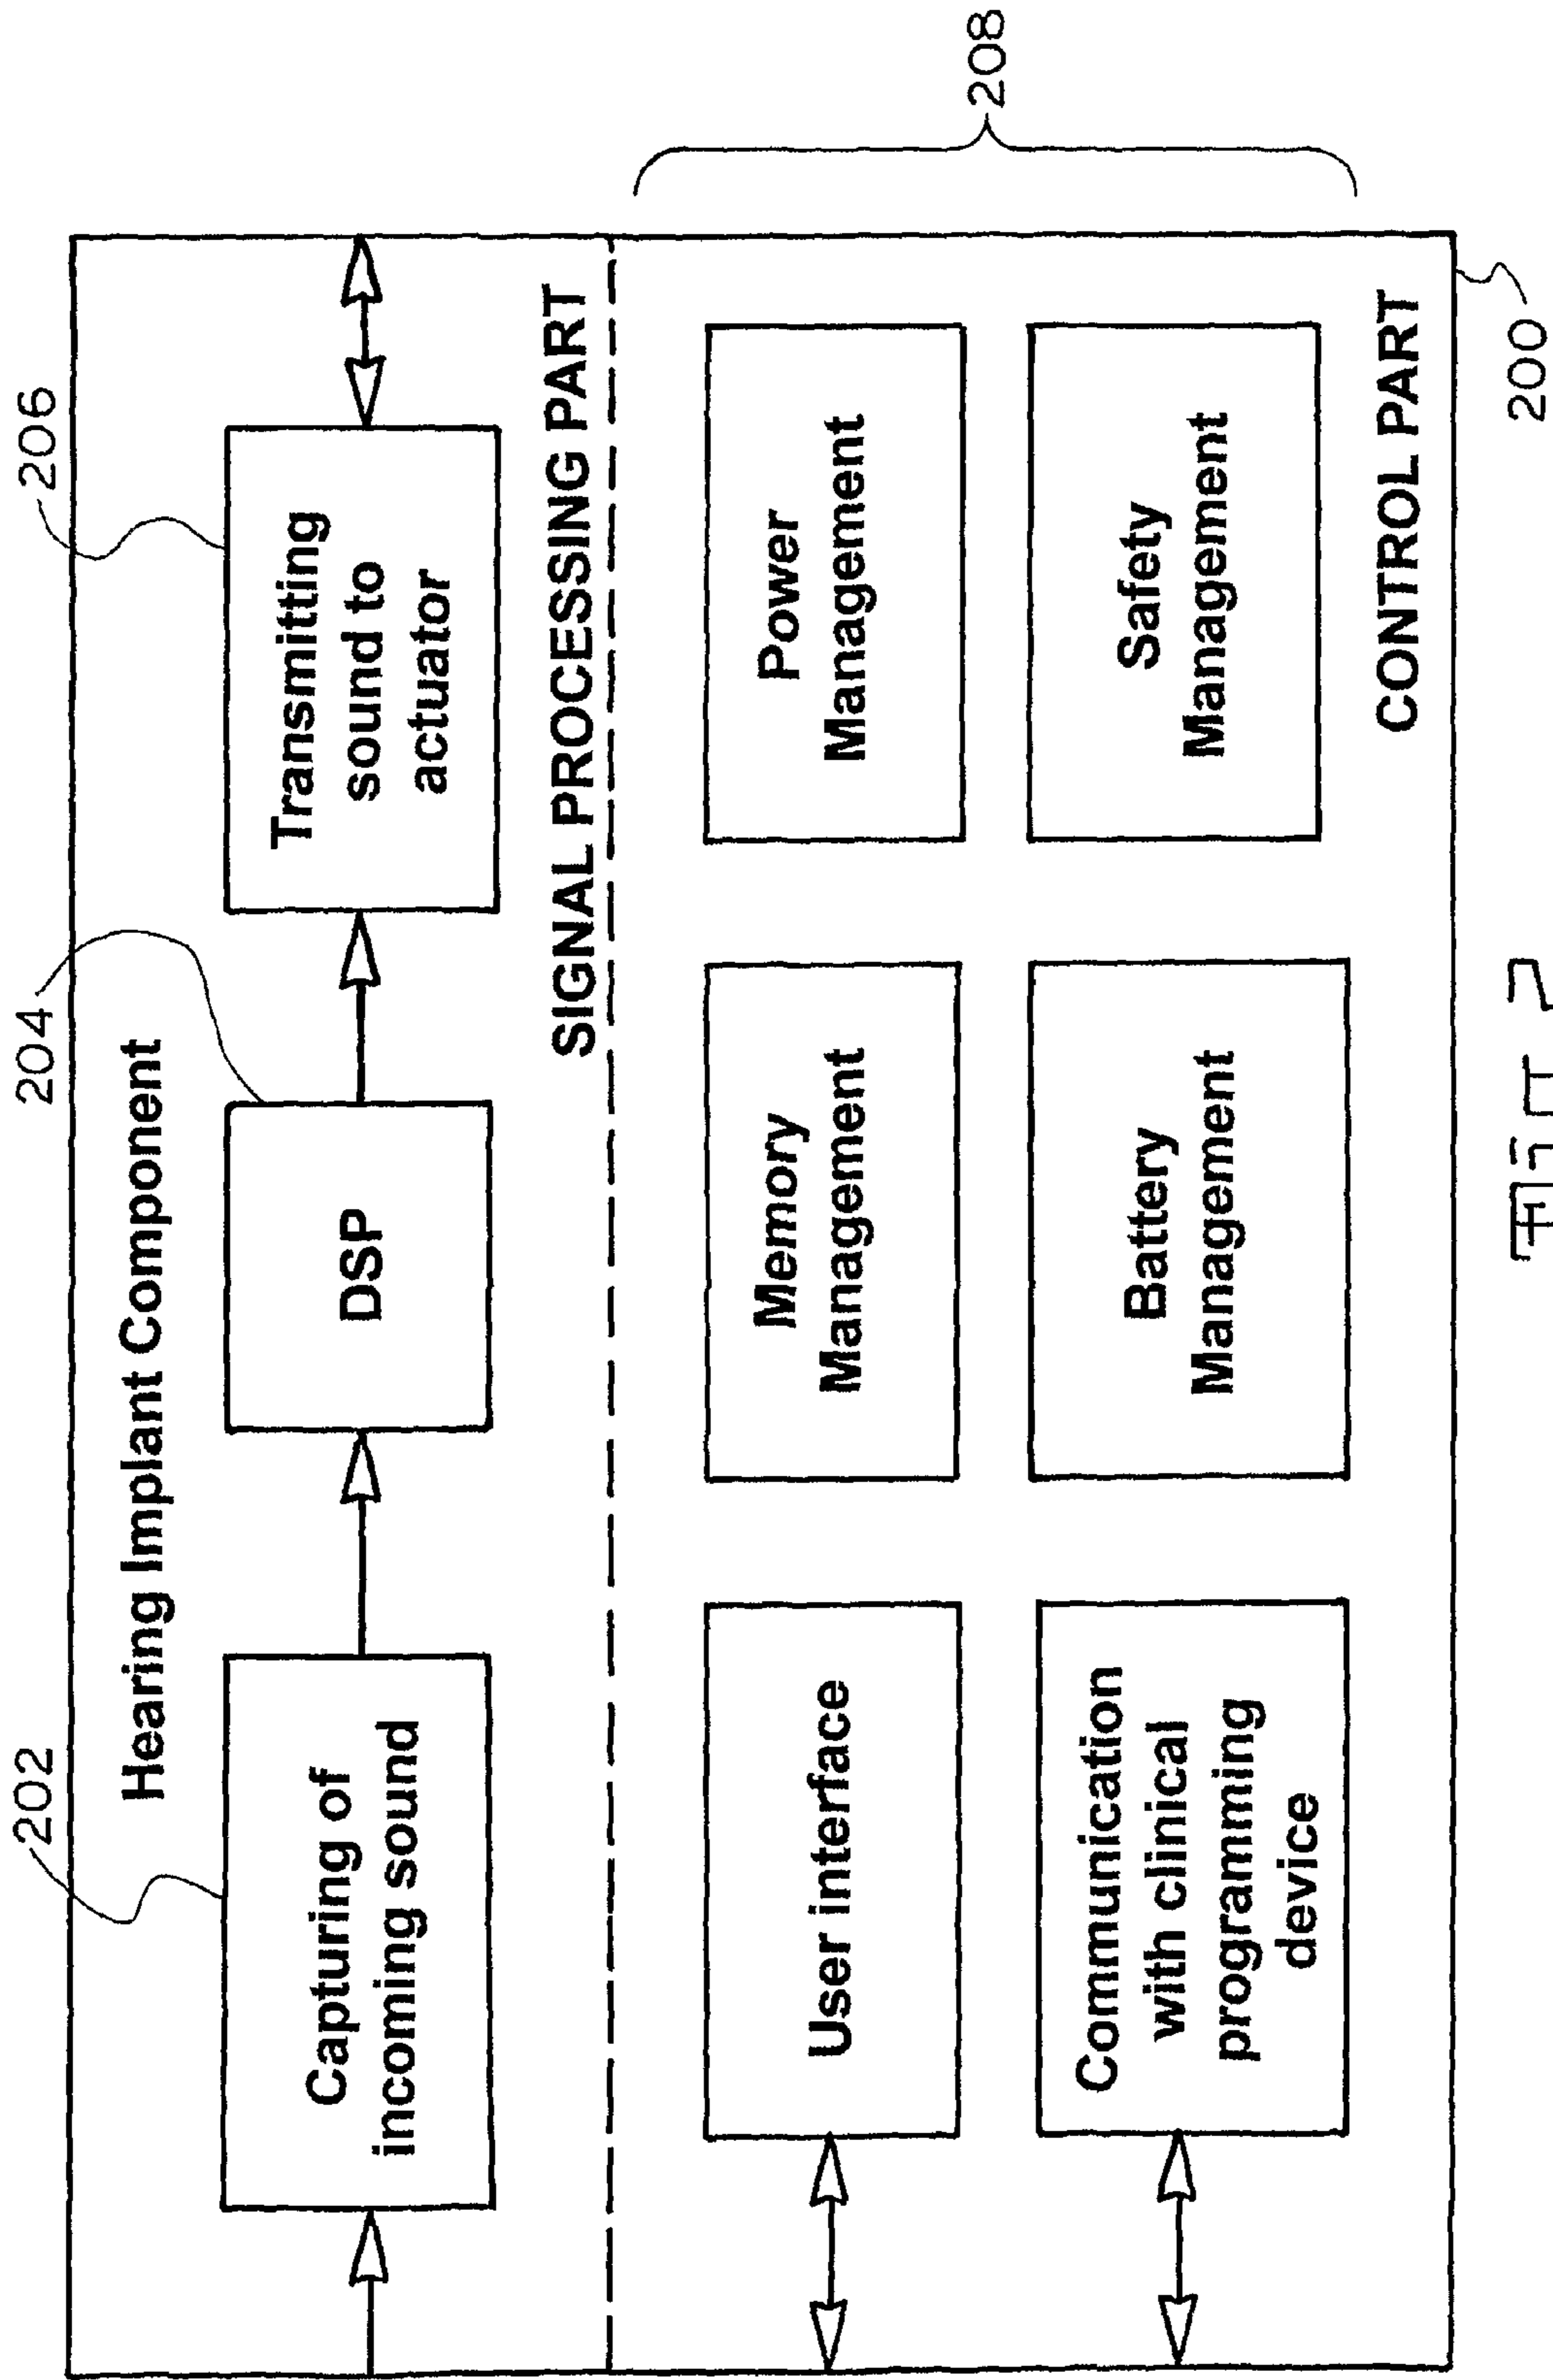 202
204
206
Hearing Implant Component
Capturing of
incoming sound
DSP
Transmitting
sound to
actuator
SIGNAL PROCESSING PART
User interface
Memory
Management
Power
Management
208
Communication
with clinical
programming
device
Battery
Management
Safety
Management
CONTROL PART
200